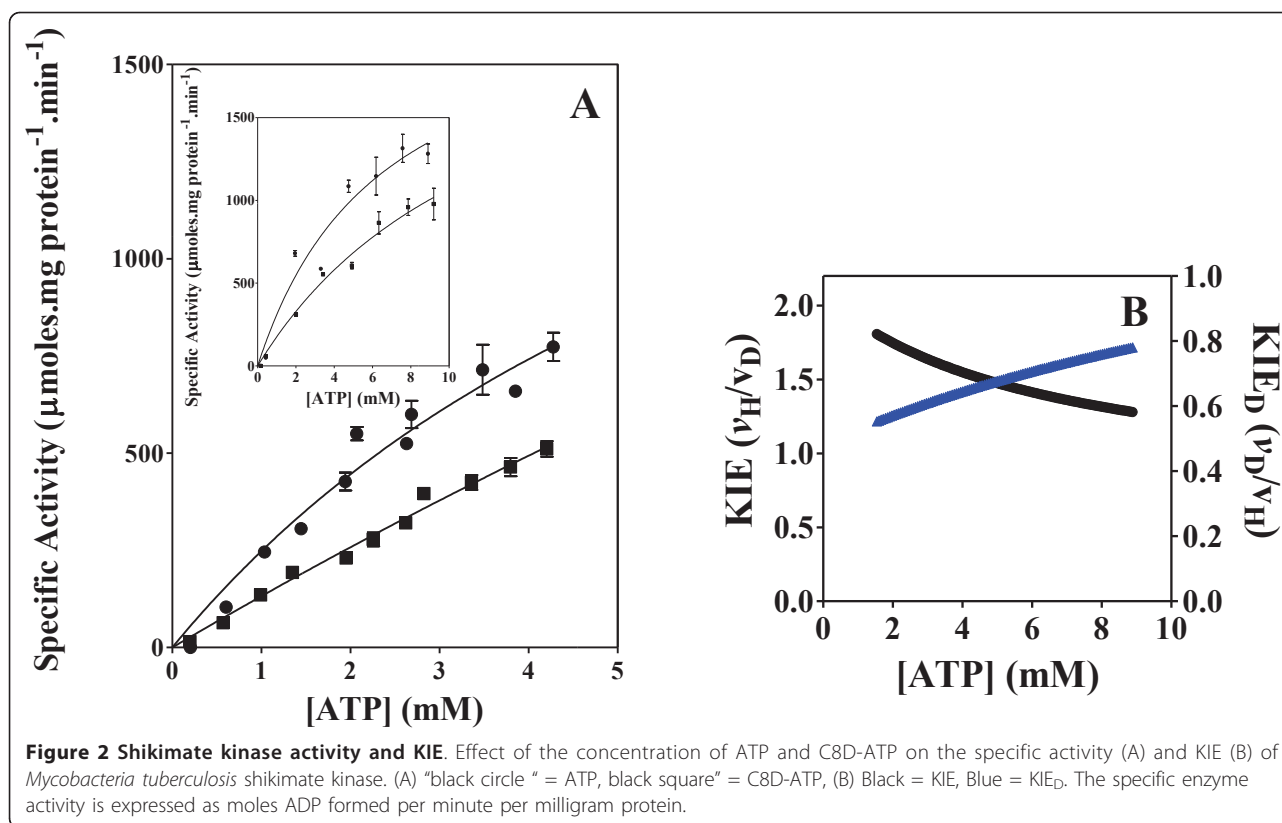 A
Specific Activity (µmoles.mg protein⁻¹.min⁻¹)
1500
1000
500
0
0 1 2 3 4 5
[ATP] (mM)
Specific Activity (µmoles.mg protein⁻¹.min⁻¹)
1500
1000
500
0
0 2 4 6 8 10
[ATP] (mM)
B
KIE (νH/νD)
2.0
1.5
1.0
0.5
0.0
0 2 4 6 8 10
[ATP] (mM)
1.0
0.8
0.6
0.4
0.2
0.0
KIED (νD/νH)
Figure 2 Shikimate kinase activity and KIE. Effect of the concentration of ATP and C8D-ATP on the specific activity (A) and KIE (B) of
Mycobacteria tuberculosis shikimate kinase. (A) "black circle " = ATP, black square" = C8D-ATP, (B) Black = KIE, Blue = KIED. The specific enzyme
activity is expressed as moles ADP formed per minute per milligram protein.